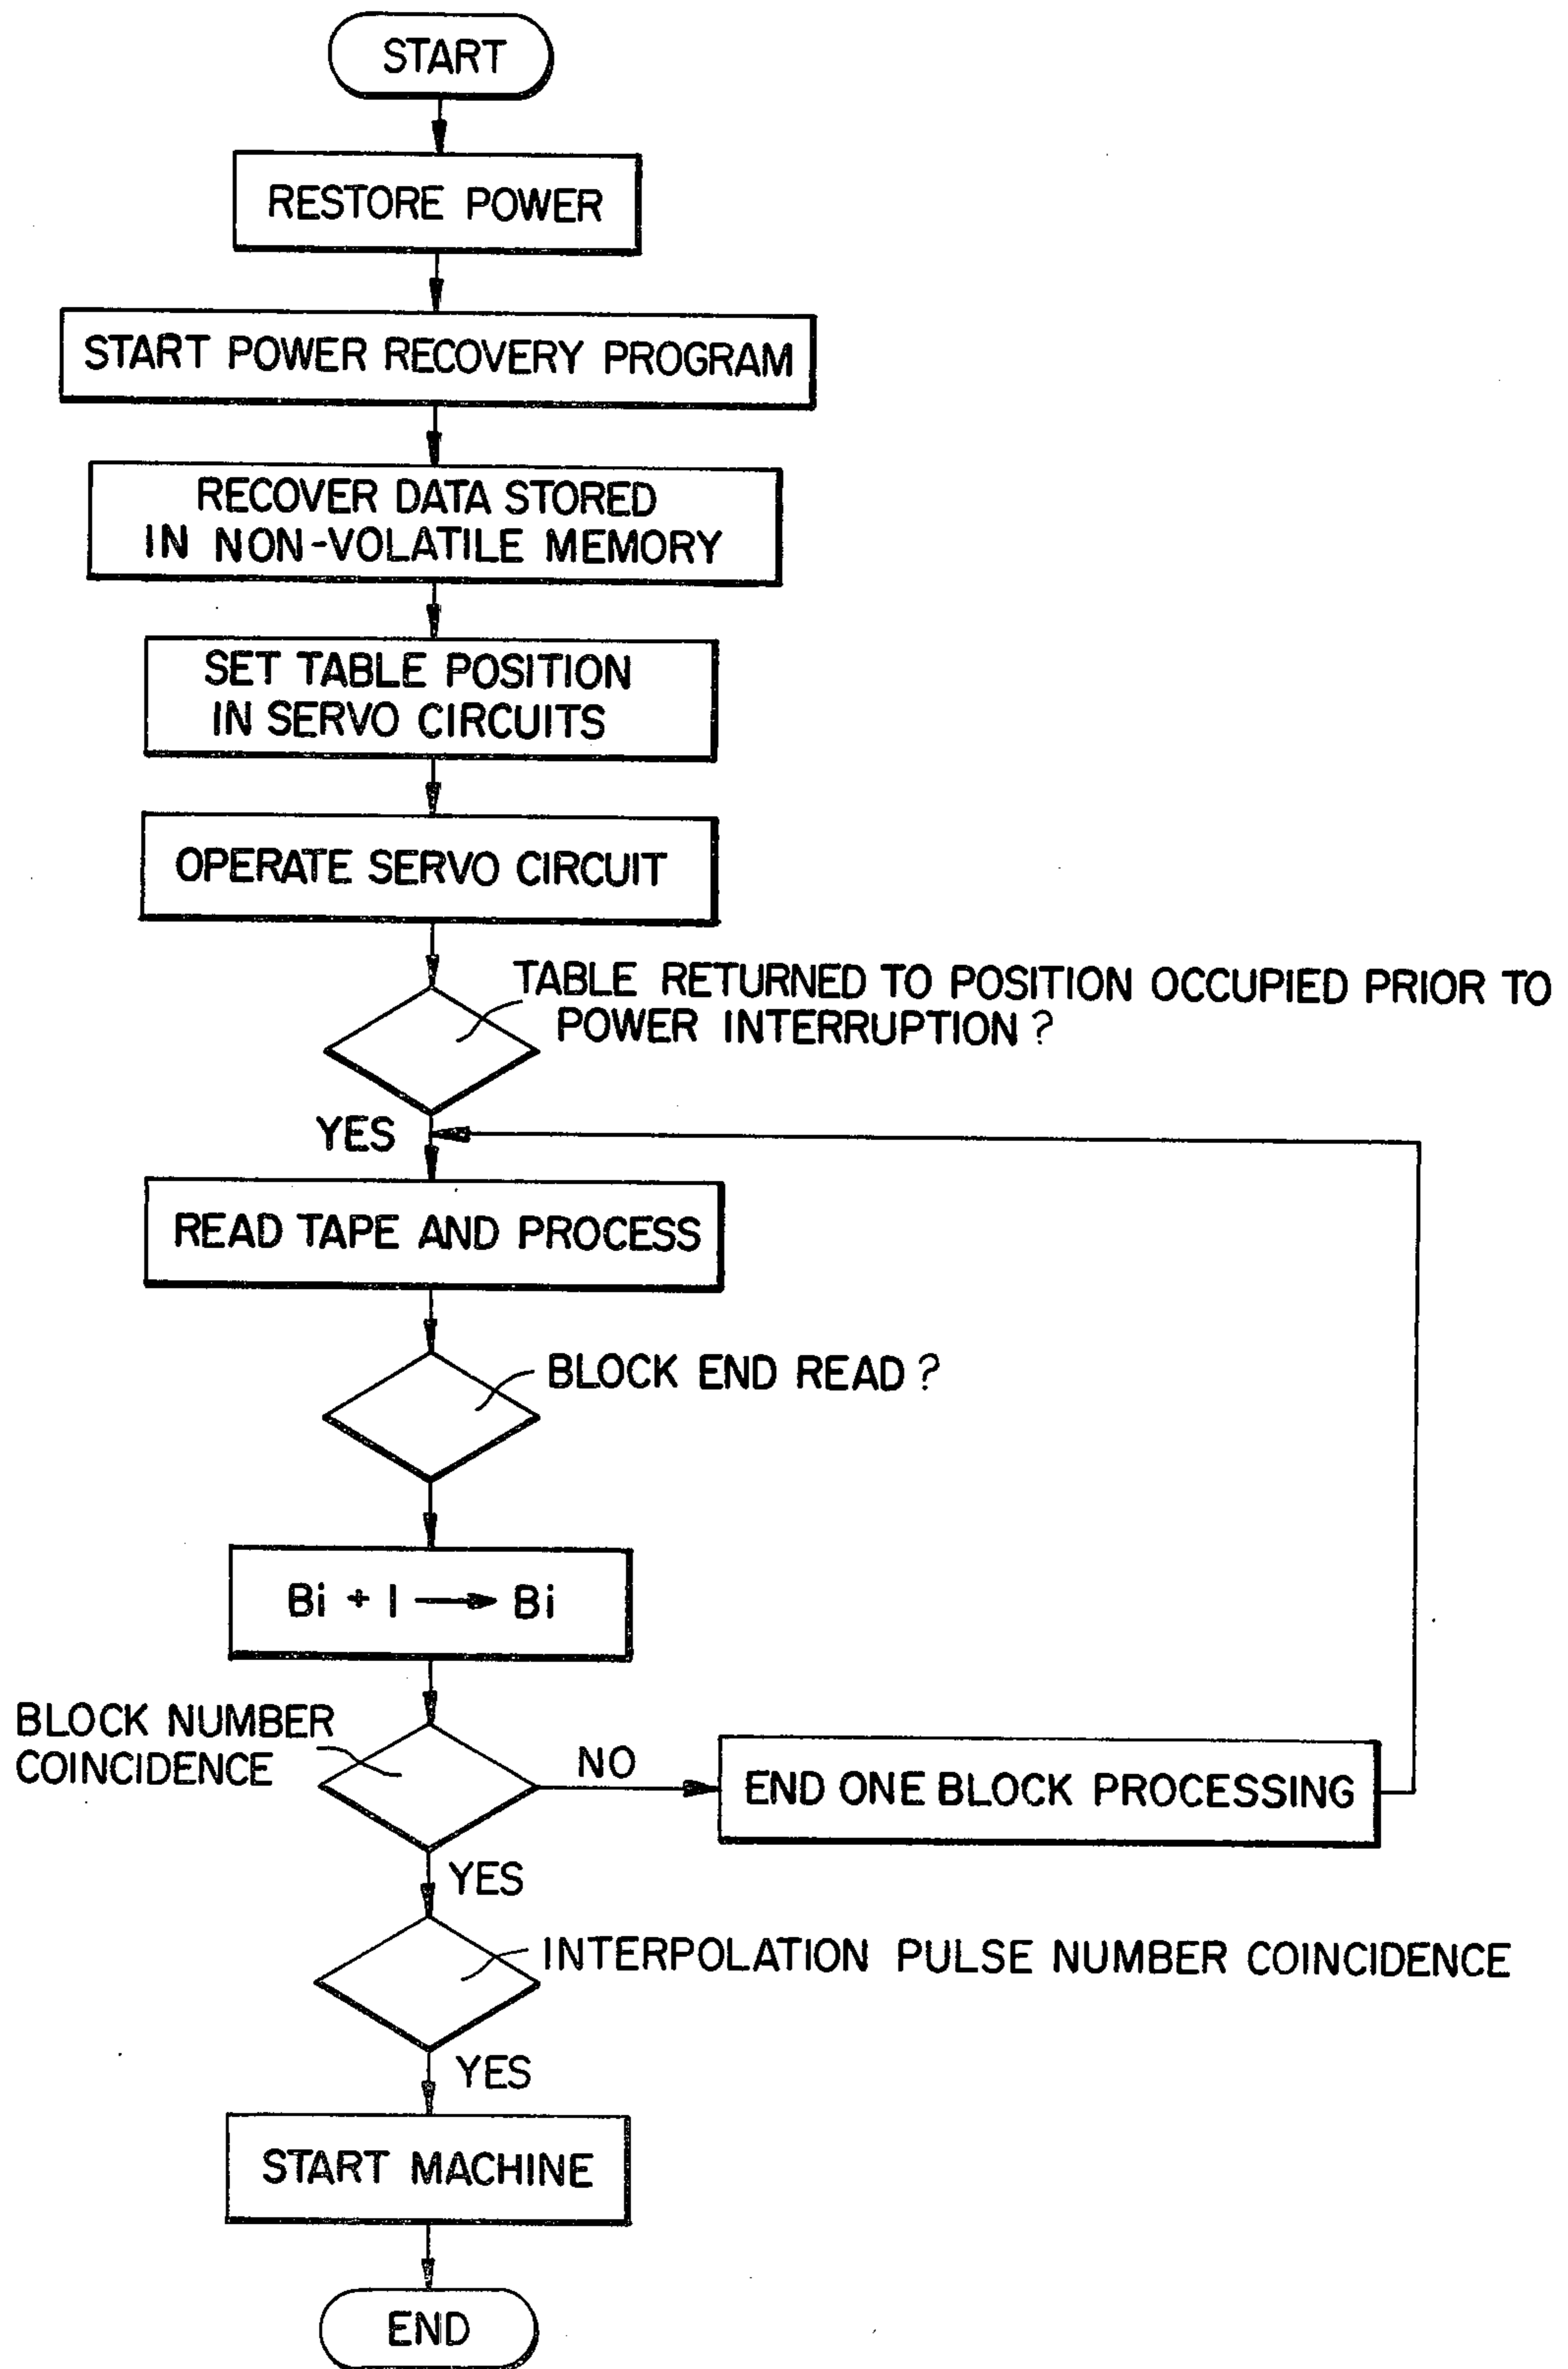 START
RESTORE POWER
START POWER RECOVERY PROGRAM
RECOVER DATA STORED
IN NON-VOLATILE MEMORY
SET TABLE POSITION
IN SERVO CIRCUITS
OPERATE SERVO CIRCUIT
TABLE RETURNED TO POSITION OCCUPIED PRIOR TO
POWER INTERRUPTION?
YES
READ TAPE AND PROCESS
BLOCK END READ?
Bi + 1 → Bi
BLOCK NUMBER
COINCIDENCE
NO
END ONE BLOCK PROCESSING
YES
INTERPOLATION PULSE NUMBER COINCIDENCE
YES
START MACHINE
END